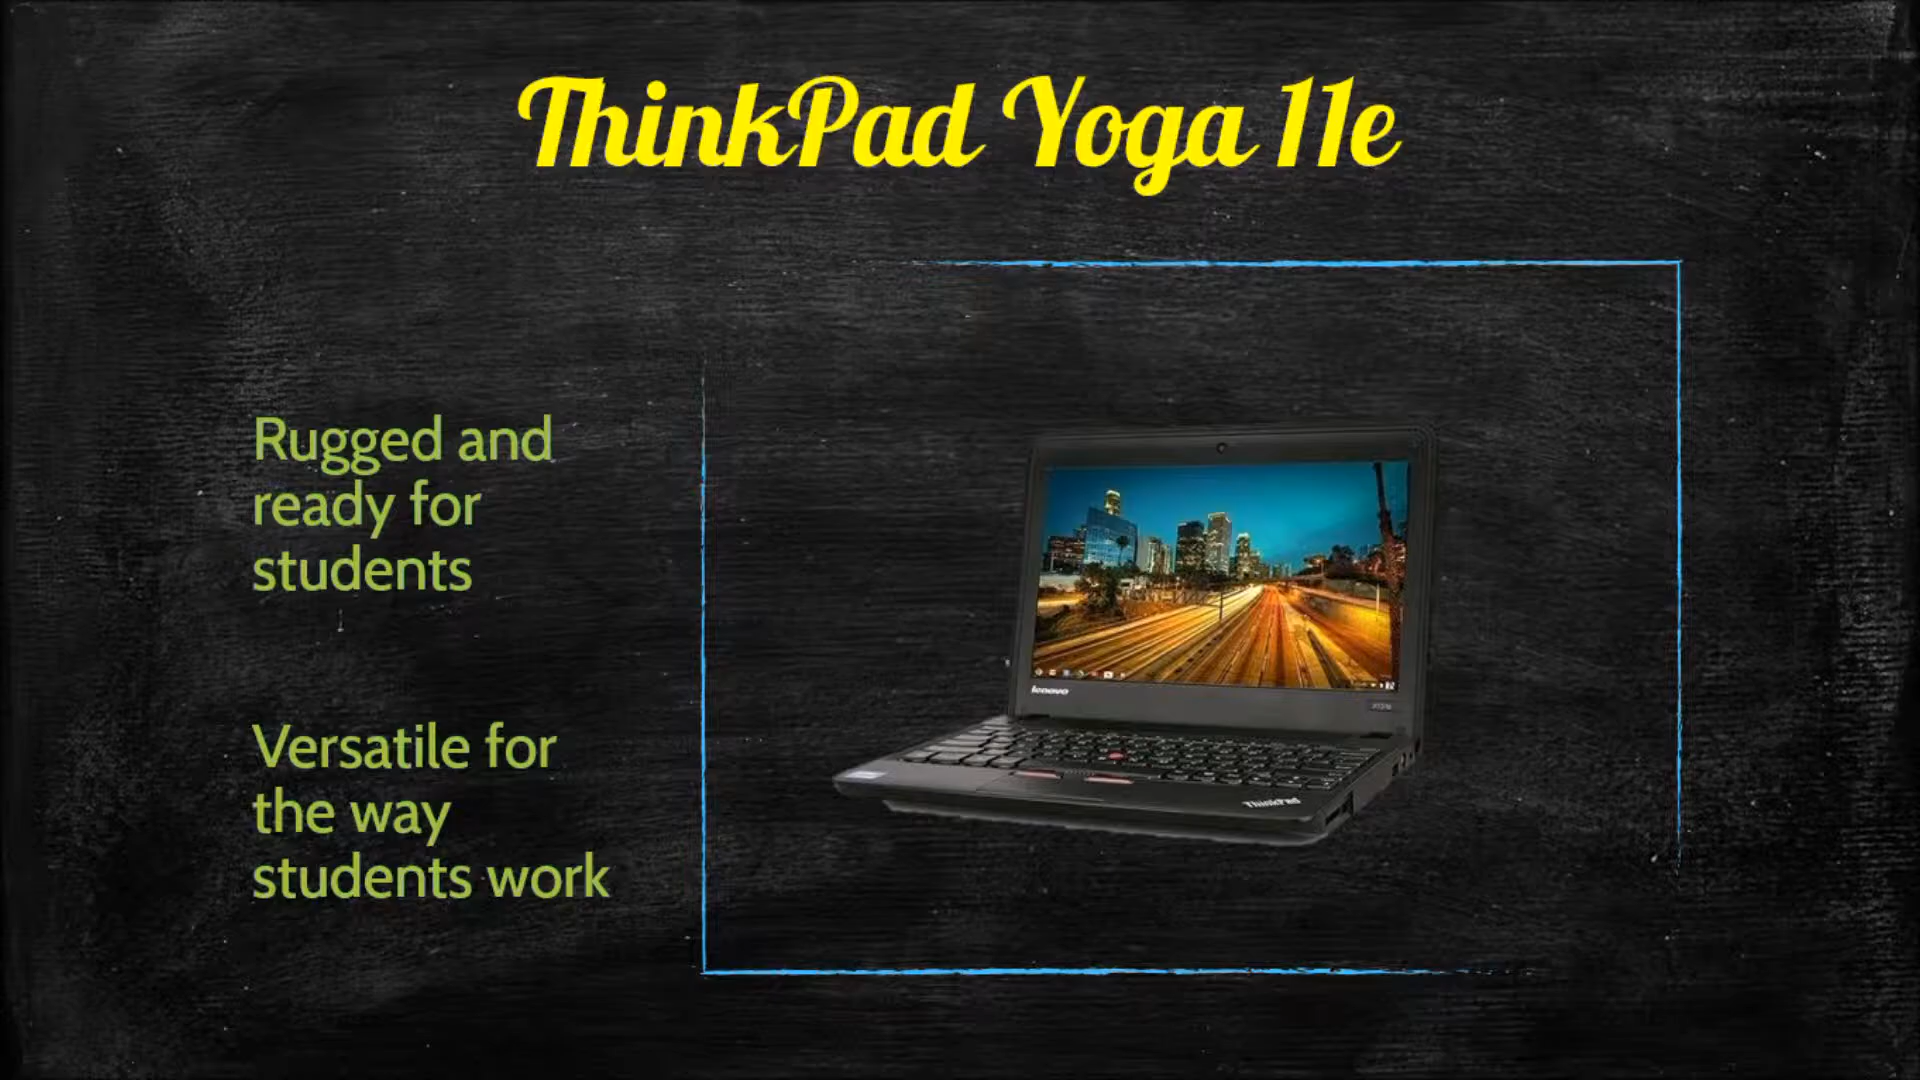 ThinkPad Yoga 11e
Rugged and
ready for
students
Versatile for
the way
students work
lenovo
ThinkPad